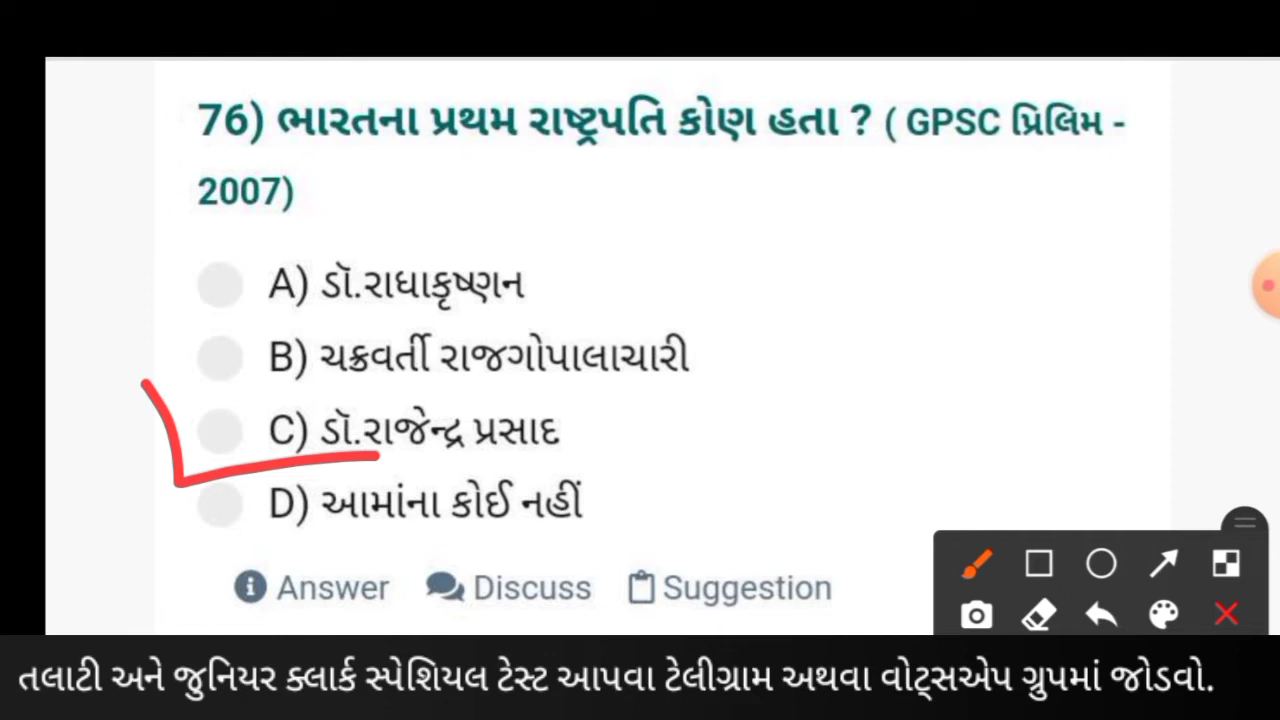 76) ભારતના પ્રથમ રાષ્ટ્રપતિ કોણ હતા ? ( GPSC પ્રિલિમ -
2007)
A) ડૉ.રાધાકૃષ્ણન
B) ચક્રવર્તી રાજગોપાલાચારી
C) ડૉ.રાજેન્દ્ર પ્રસાદ
D) આમાંના કોઈ નહીં
Answer Discuss Suggestion
તલાટી અને જુનિયર ક્લાર્ક સ્પેશિયલ ટેસ્ટ આપવા ટેલીગ્રામ અથવા વોટ્સએપ ગ્રુપમાં જોડવો.